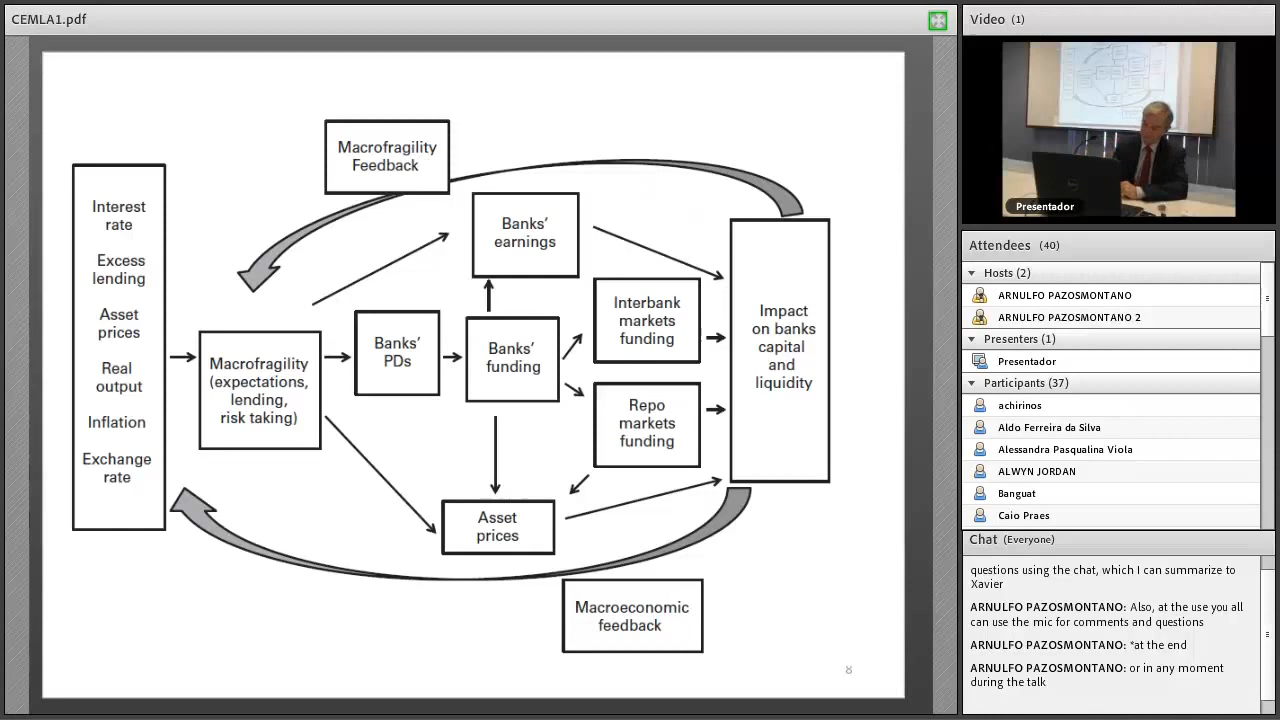 CEMLA1.pdf
Macrofragility
Feedback
Interest
rate
Excess
lending
Asset
prices
Real
output
Inflation
Exchange
rate
Macrofragility
(expectations,
lending,
risk taking)
Banks’
PDs
Banks’
earnings
Banks’
funding
Interbank
markets
funding
Repo
markets
funding
Asset
prices
Impact
on banks
capital
and
liquidity
Macroeconomic
feedback
8
Video (1)
Presentador
Attendees (40)
Hosts (2)
ARNULFO PAZOSMONTANO
ARNULFO PAZOSMONTANO 2
Presenters (1)
Presentador
Participants (37)
achirinos
Aldo Ferreira da Silva
Alessandra Pasqualina Viola
ALWYN JORDAN
Banguat
Caio Praes
Chat (Everyone)
questions using the chat, which I can summarize to
Xavier
ARNULFO PAZOSMONTANO: Also, at the use you all
can use the mic for comments and questions
ARNULFO PAZOSMONTANO: *at the end
ARNULFO PAZOSMONTANO: or in any moment
during the talk